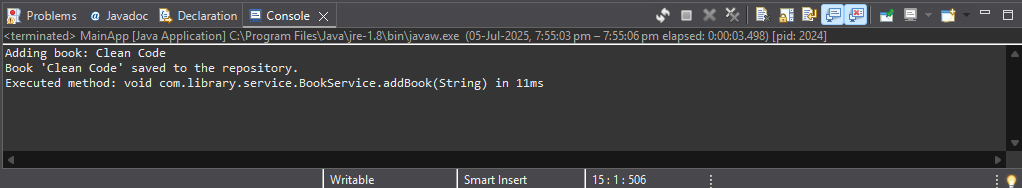 Problems Javadoc Declaration Console
<terminated> MainApp [Java Application] C:\Program Files\Java\jre-1.8\bin\javaw.exe (05-Jul-2025, 7:55:03 pm – 7:55:06 pm elapsed: 0:00:03.498) [pid: 2024]
Adding book: Clean Code
Book 'Clean Code' saved to the repository.
Executed method: void com.library.service.BookService.addBook(String) in 11ms
Writable Smart Insert 15 : 1 : 506